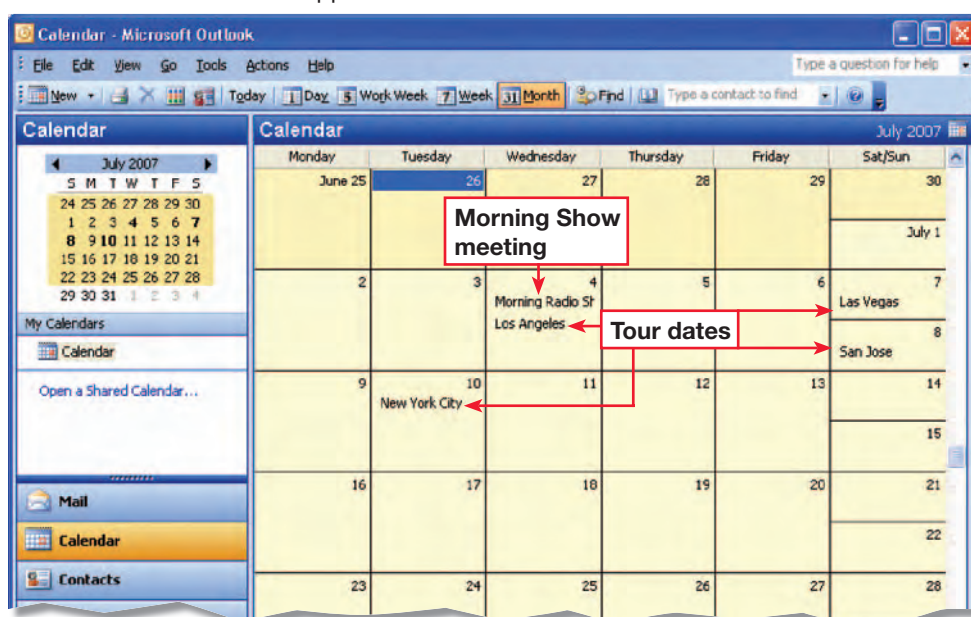 Calendar - Microsoft Outlook
File Edit View Go Tools Actions Help Type a question for help
New Today 1 Day 5 Work Week 7 Week 31 Month Find Type a contact to find
Calendar
July 2007
S M T W T F S
24 25 26 27 28 29 30
1 2 3 4 5 6 7
8 9 10 11 12 13 14
15 16 17 18 19 20 21
22 23 24 25 26 27 28
29 30 31 1 2 3 4
My Calendars
Calendar
Open a Shared Calendar...
Mail
Calendar
Contacts
Calendar July 2007
Monday Tuesday Wednesday Thursday Friday Sat/Sun
June 25 26 27 28 29 30
Morning Show
meeting
July 1
2 3 4 5 6 7
Morning Radio Sh
Las Vegas
Los Angeles
Tour dates
8
San Jose
9 10 11 12 13 14
New York City
15
16 17 18 19 20 21
22
23 24 25 26 27 28